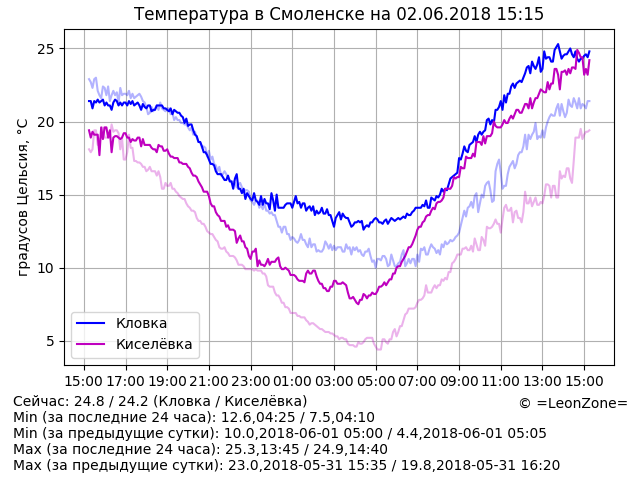 Температура в Смоленске на 02.06.2018 15:15
градусов Цельсия, °C
25
20
15
10
5
Кловка
Киселёвка
15:00 17:00 19:00 21:00 23:00 01:00 03:00 05:00 07:00 09:00 11:00 13:00 15:00
Сейчас: 24.8 / 24.2 (Кловка / Киселёвка)
© =LeonZone=
Min (за последние 24 часа): 12.6,04:25 / 7.5,04:10
Min (за предыдущие сутки): 10.0,2018-06-01 05:00 / 4.4,2018-06-01 05:05
Max (за последние 24 часа): 25.3,13:45 / 24.9,14:40
Max (за предыдущие сутки): 23.0,2018-05-31 15:35 / 19.8,2018-05-31 16:20